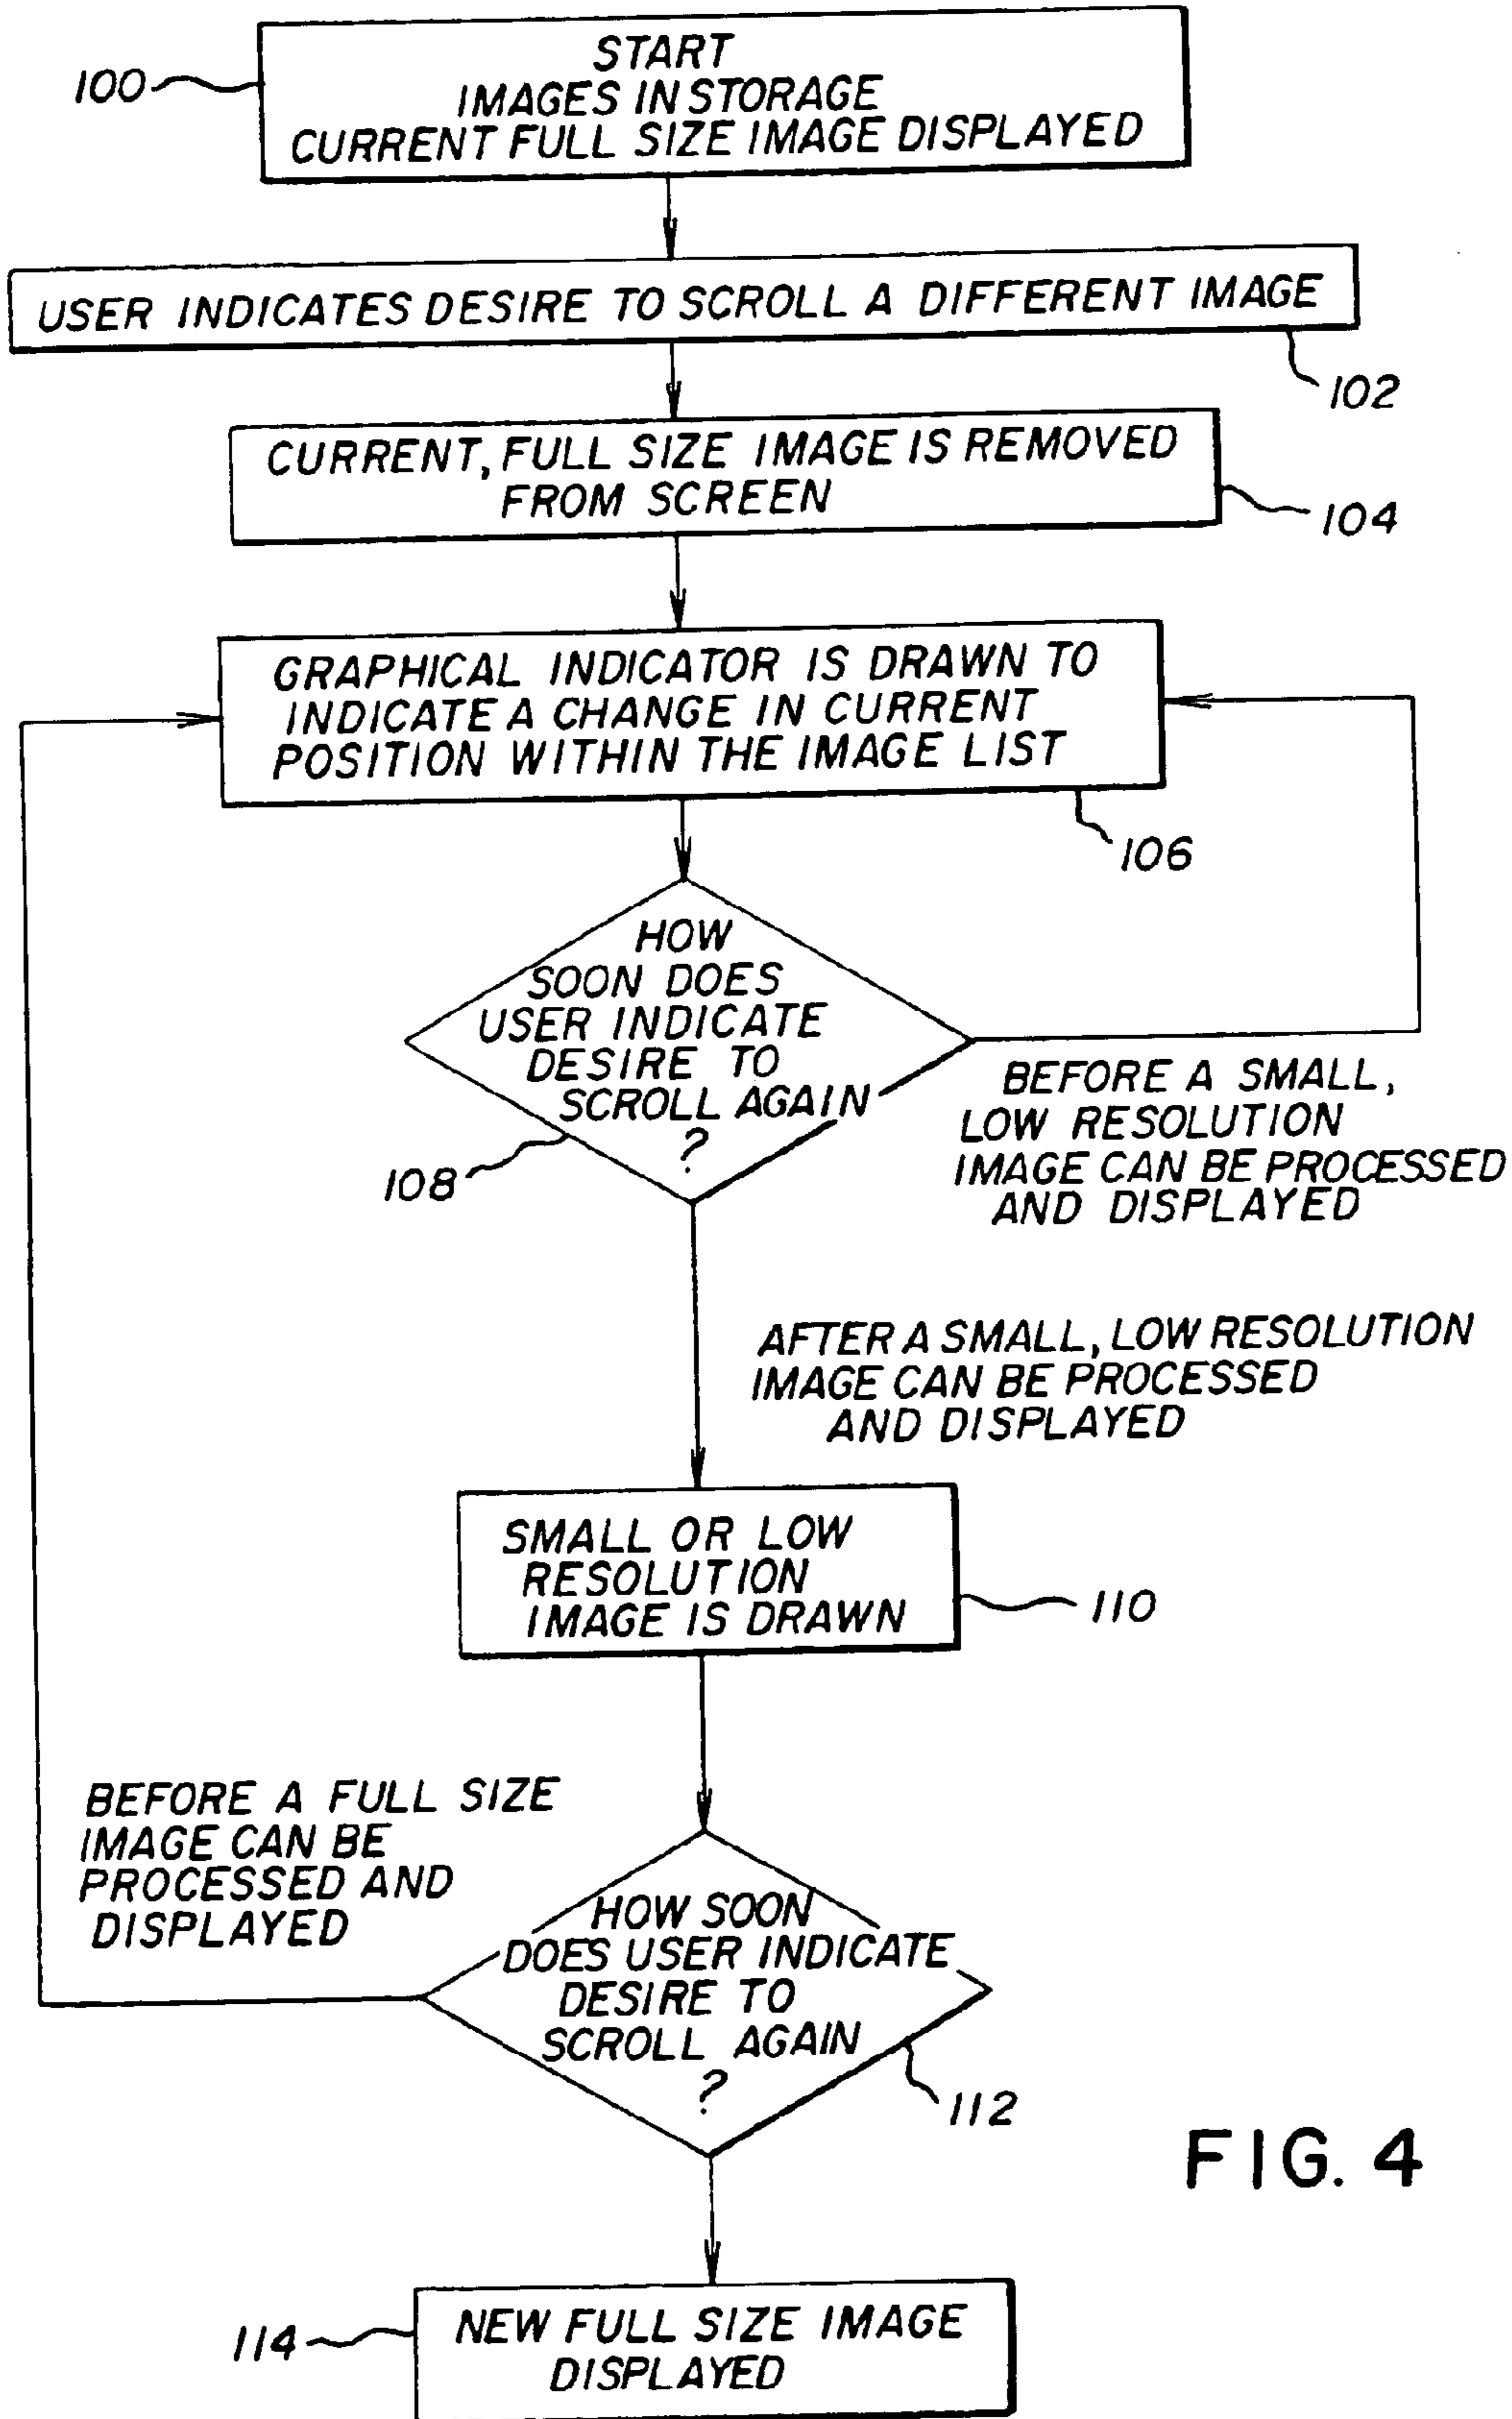 START
IMAGES IN STORAGE
CURRENT FULL SIZE IMAGE DISPLAYED
100
USER INDICATES DESIRE TO SCROLL A DIFFERENT IMAGE
102
CURRENT, FULL SIZE IMAGE IS REMOVED
FROM SCREEN
104
GRAPHICAL INDICATOR IS DRAWN TO
INDICATE A CHANGE IN CURRENT
POSITION WITHIN THE IMAGE LIST
106
HOW
SOON DOES
USER INDICATE
DESIRE TO
SCROLL AGAIN
?
108
BEFORE A SMALL,
LOW RESOLUTION
IMAGE CAN BE PROCESSED
AND DISPLAYED
AFTER A SMALL, LOW RESOLUTION
IMAGE CAN BE PROCESSED
AND DISPLAYED
SMALL OR LOW
RESOLUTION
IMAGE IS DRAWN
110
BEFORE A FULL SIZE
IMAGE CAN BE
PROCESSED AND
DISPLAYED
HOW SOON
DOES USER INDICATE
DESIRE TO
SCROLL AGAIN
?
112
FIG. 4
114
NEW FULL SIZE IMAGE
DISPLAYED